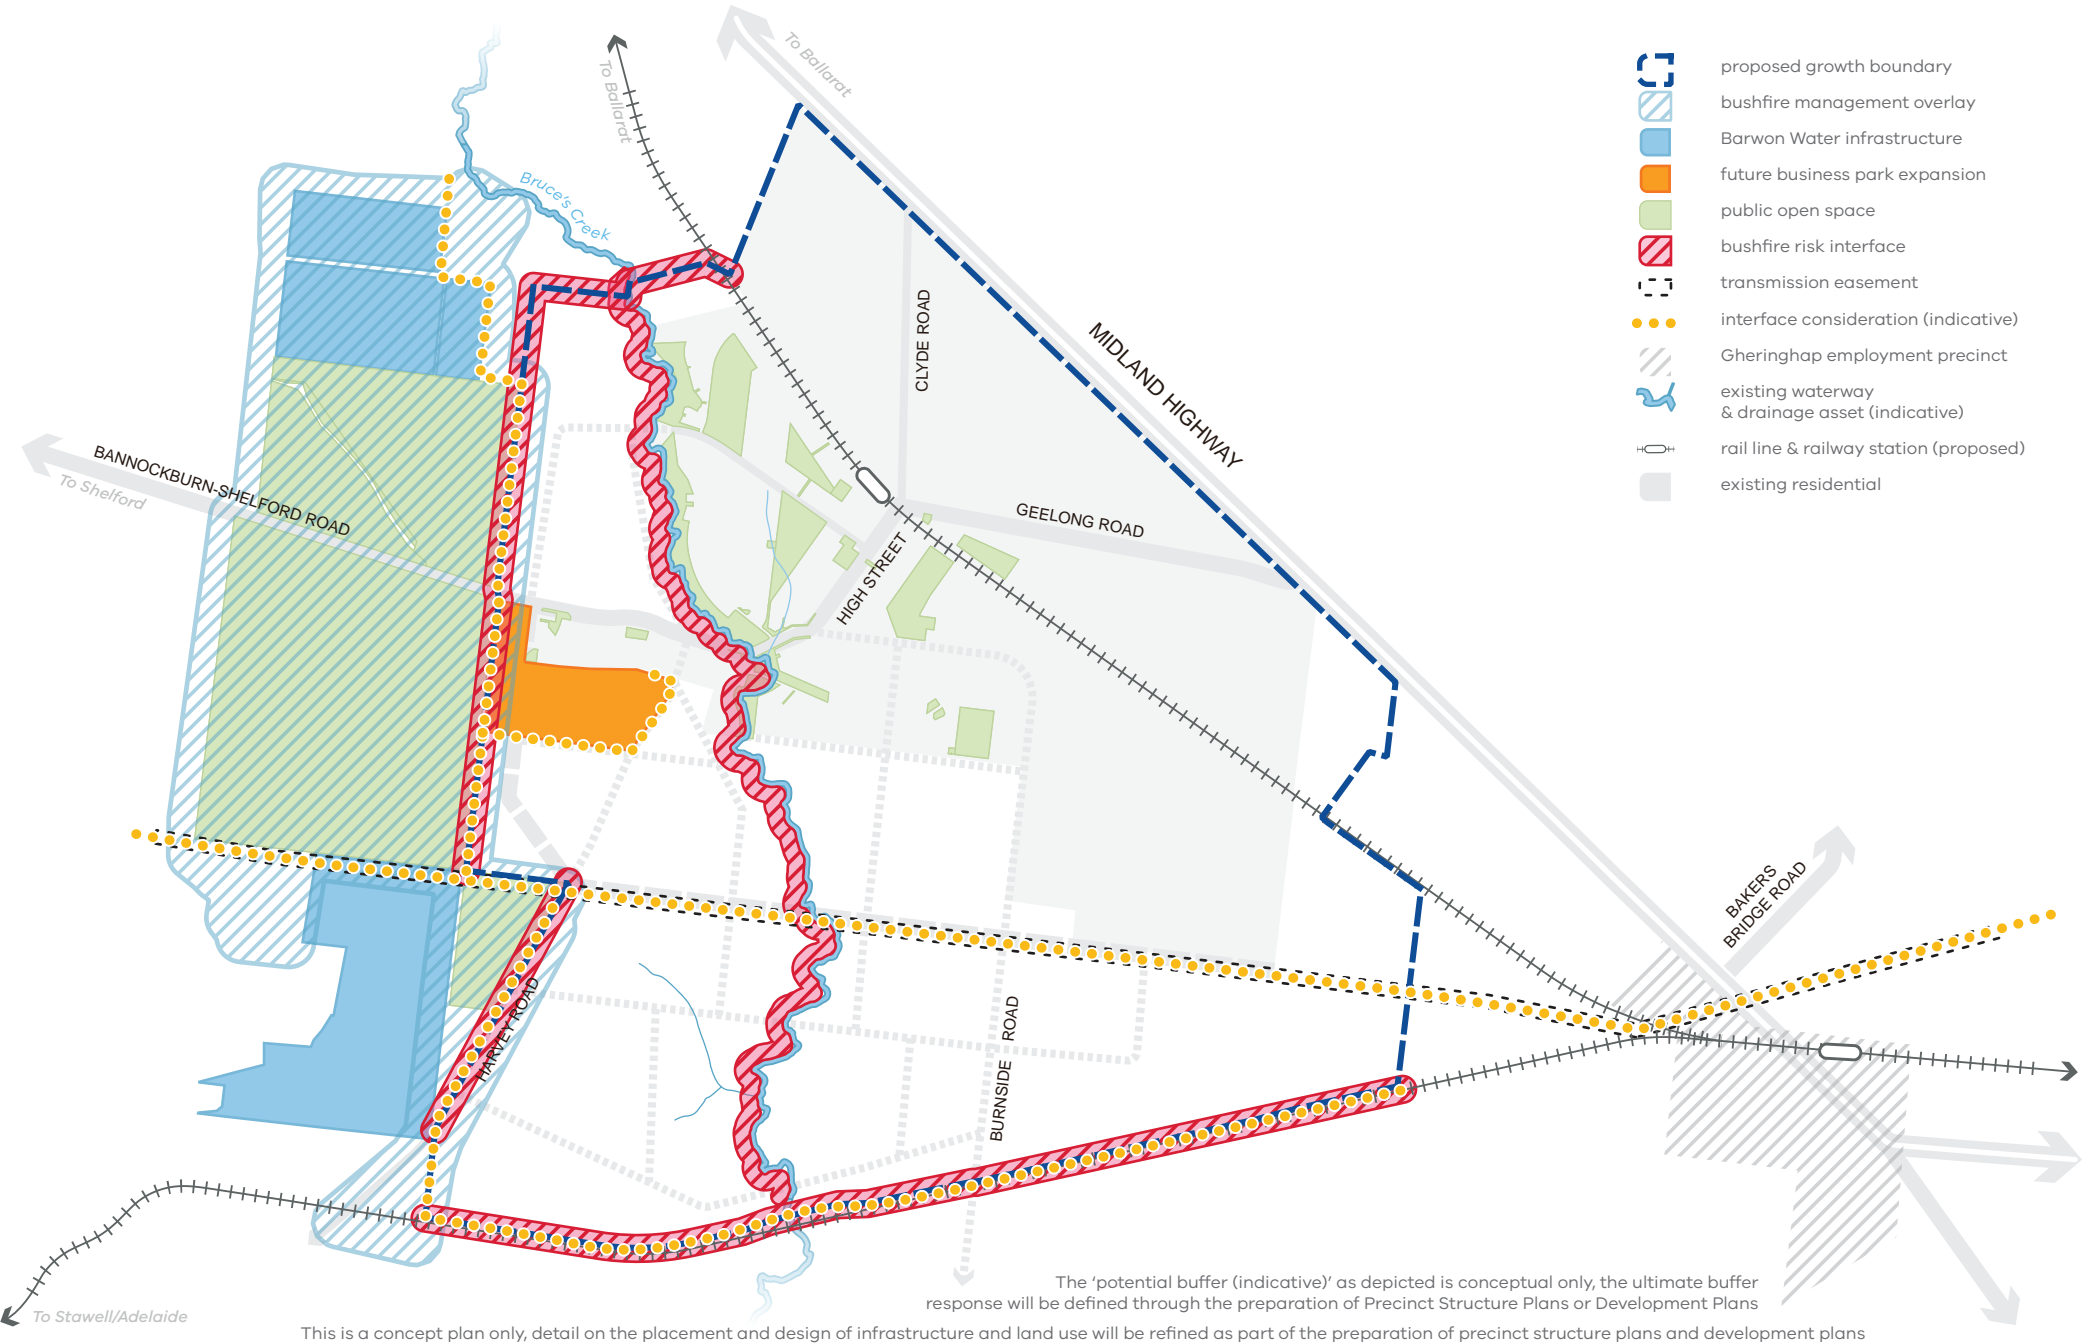 To Ballarat
To Ballarat
Bruce's Creek
CLYDE ROAD
MIDLAND HIGHWAY
BANNOCKBURN-SHELFORD ROAD
To Shelford
GEELONG ROAD
HIGH STREET
BAKERS
BRIDGE ROAD
HARVEY ROAD
BURNSIDE ROAD
To Stawell/Adelaide
proposed growth boundary
bushfire management overlay
Barwon Water infrastructure
future business park expansion
public open space
bushfire risk interface
transmission easement
interface consideration (indicative)
Gheringhap employment precinct
existing waterway
& drainage asset (indicative)
rail line & railway station (proposed)
existing residential
The ‘potential buffer (indicative)’ as depicted is conceptual only, the ultimate buffer
response will be defined through the preparation of Precinct Structure Plans or Development Plans
This is a concept plan only, detail on the placement and design of infrastructure and land use will be refined as part of the preparation of precinct structure plans and development plans